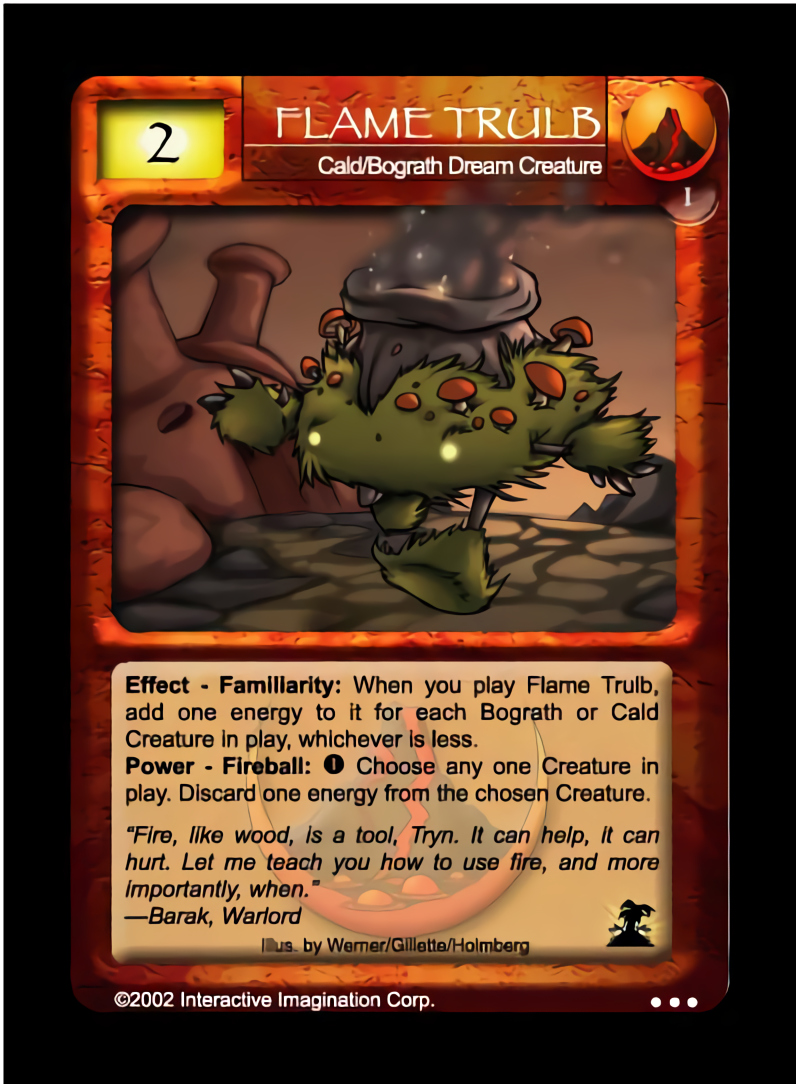 2
FLAME TRULB
Cald/Bograth Dream Creature
1
Effect - Familiarity: When you play Flame Trulb,
add one energy to it for each Bograth or Cald
Creature in play, whichever is less.
Power - Fireball: ❶ Choose any one Creature in
play. Discard one energy from the chosen Creature.
"Fire, like wood, is a tool, Tryn. It can help, it can
hurt. Let me teach you how to use fire, and more
importantly, when."
—Barak, Warlord
Illus. by Werner/Gillette/Holmberg
©2002 Interactive Imagination Corp.